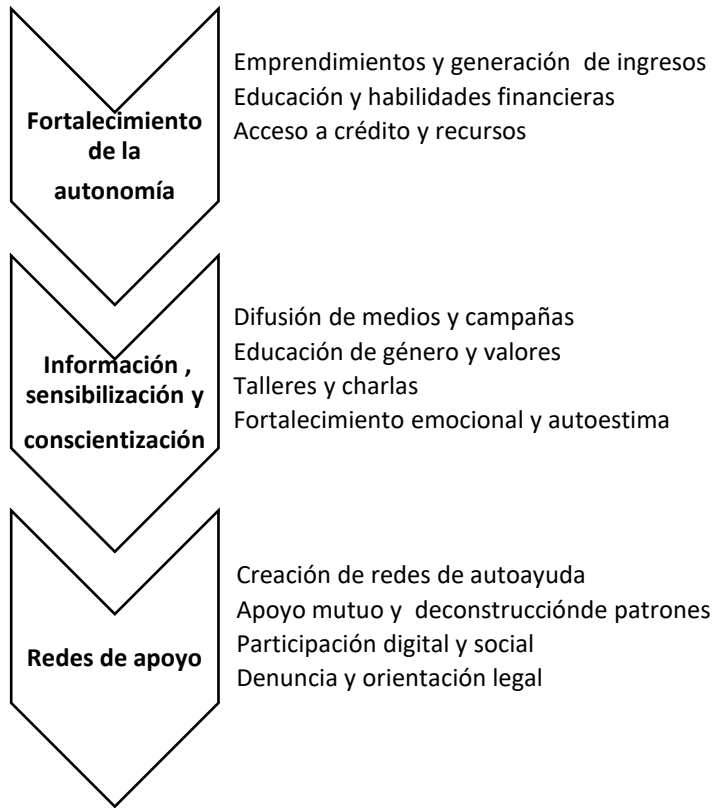 Fortalecimiento
de la
autonomía
Emprendimientos y generación de ingresos
Educación y habilidades financieras
Acceso a crédito y recursos
Información ,
sensibilización y
conscientización
Difusión de medios y campañas
Educación de género y valores
Talleres y charlas
Fortalecimiento emocional y autoestima
Redes de apoyo
Creación de redes de autoayuda
Apoyo mutuo y deconstrucciónde patrones
Participación digital y social
Denuncia y orientación legal